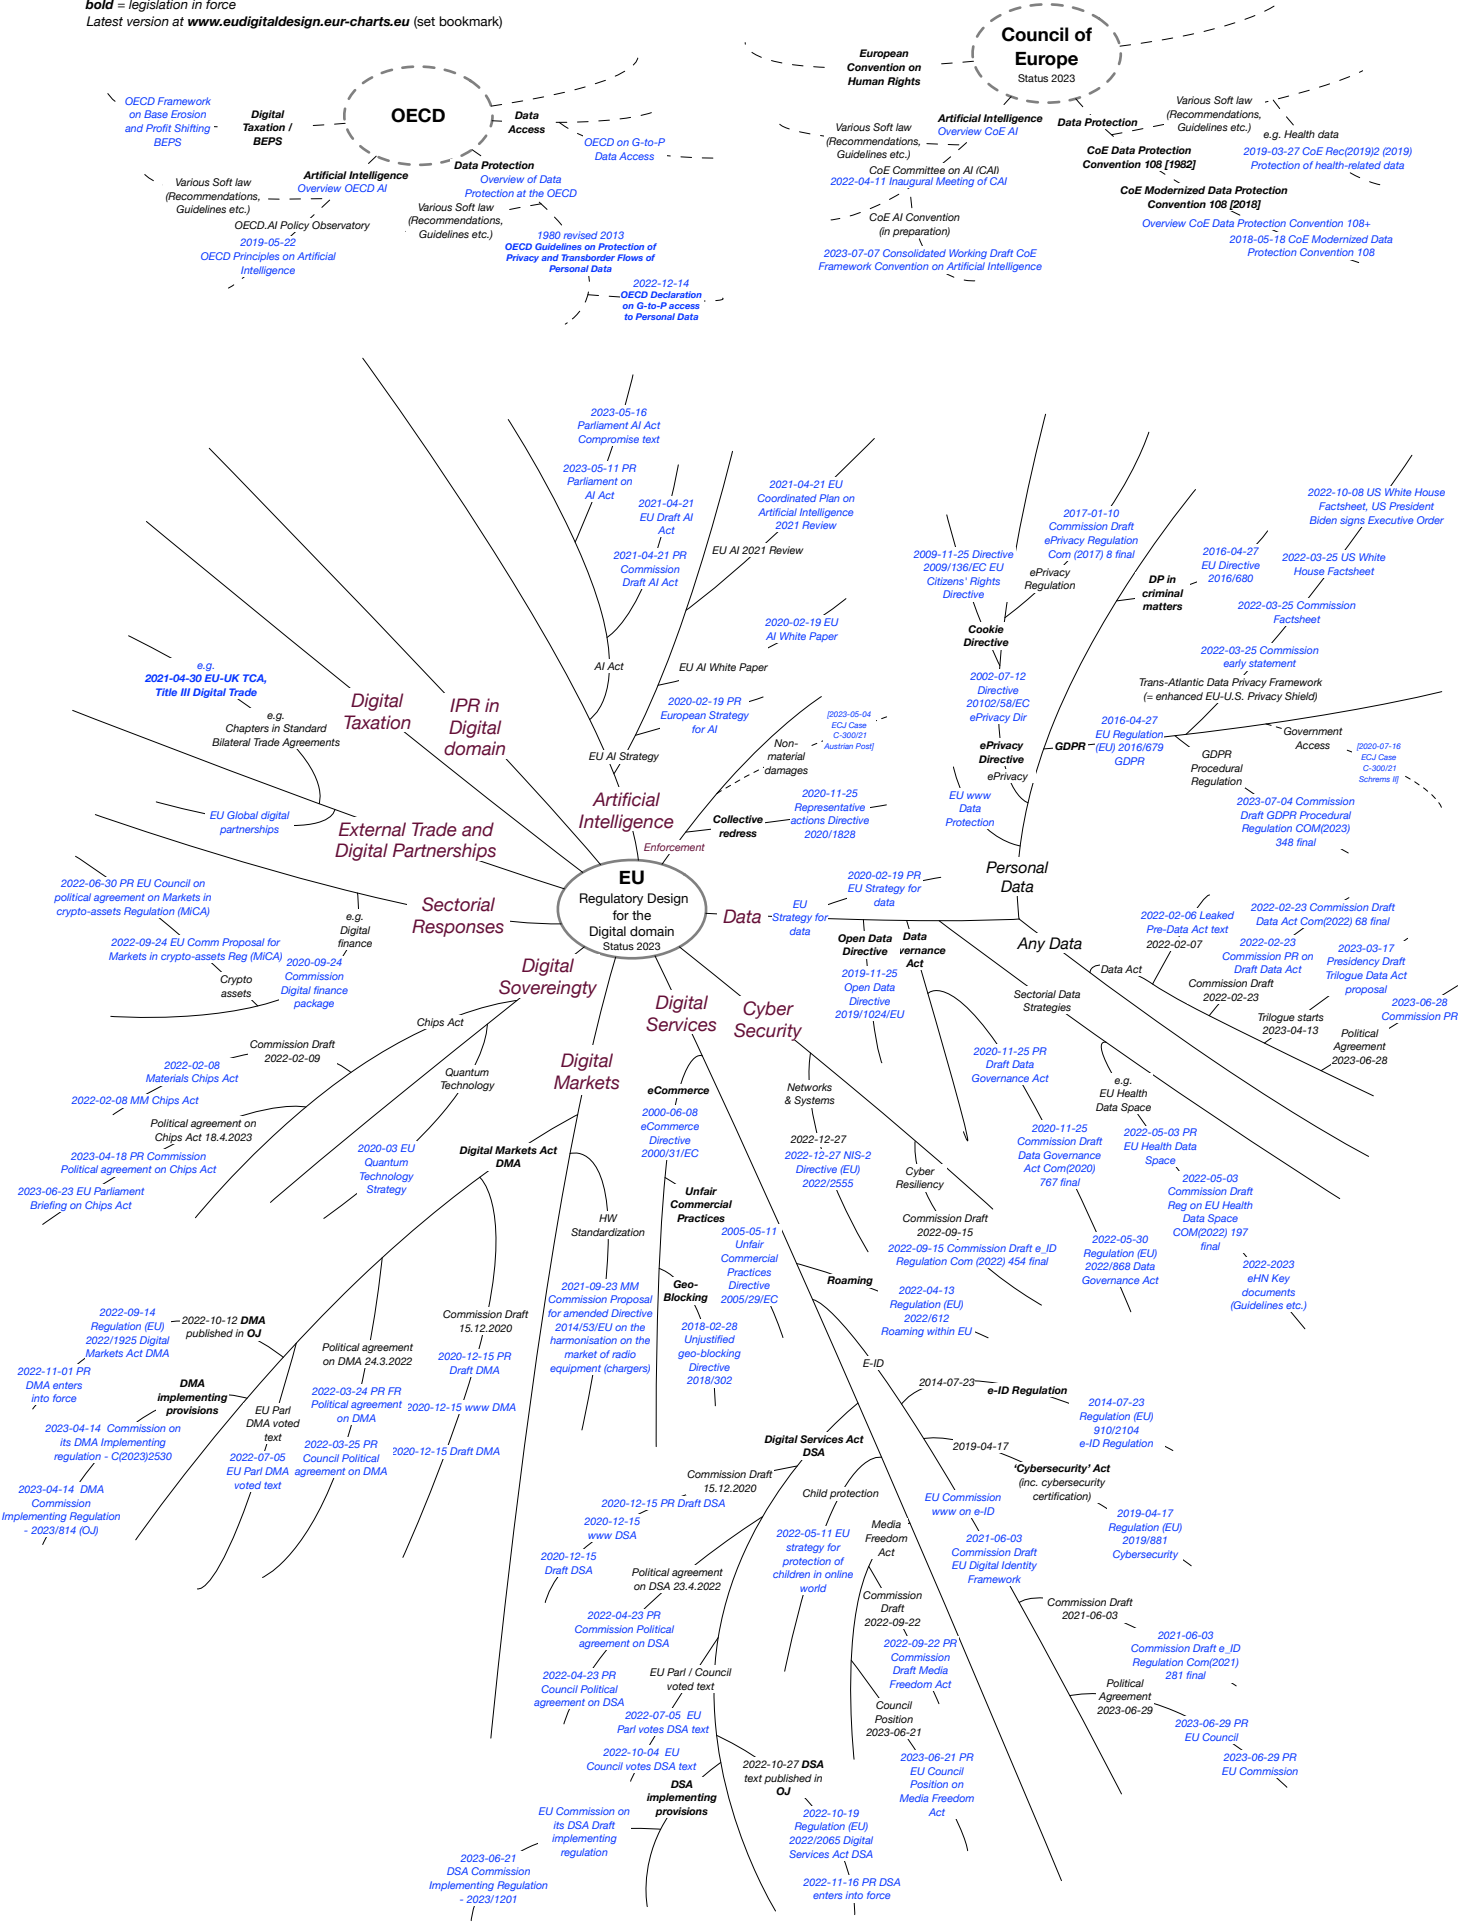 bold = legislation in force
Latest version at www.eudigitaldesign.eur-charts.eu (set bookmark)
OECD
OECD Framework
on Base Erosion
and Profit Shifting
BEPS
Digital
Taxation /
BEPS
Data
Access
OECD on G-to-P
Data Access
Artificial Intelligence
Overview OECD AI
Various Soft law
(Recommendations,
Guidelines etc.)
OECD.AI Policy Observatory
2019-05-22
OECD Principles on Artificial
Intelligence
Data Protection
Overview of Data
Protection at the OECD
Various Soft law
(Recommendations,
Guidelines etc.)
1980 revised 2013
OECD Guidelines on Protection of
Privacy and Transborder Flows of
Personal Data
2022-12-14
OECD Declaration
on G-to-P access
to Personal Data
Council of
Europe
Status 2023
European
Convention on
Human Rights
Artificial Intelligence
Overview CoE AI
Various Soft law
(Recommendations,
Guidelines etc.)
CoE Committee on AI (CAI)
2022-04-11 Inaugural Meeting of CAI
CoE AI Convention
(in preparation)
2023-07-07 Consolidated Working Draft CoE
Framework Convention on Artificial Intelligence
Data Protection
Various Soft law
(Recommendations,
Guidelines etc.)
e.g. Health data
2019-03-27 CoE Rec(2019)2 (2019)
Protection of health-related data
CoE Data Protection
Convention 108 [1982]
CoE Modernized Data Protection
Convention 108 [2018]
Overview CoE Data Protection Convention 108+
2018-05-18 CoE Modernized Data
Protection Convention 108
EU
Regulatory Design
for the
Digital domain
Status 2023
Digital
Taxation
IPR in
Digital
domain
External Trade and
Digital Partnerships
e.g.
2021-04-30 EU-UK TCA,
Title III Digital Trade
e.g.
Chapters in Standard
Bilateral Trade Agreements
EU Global digital
partnerships
Artificial
Intelligence
EU AI Strategy
AI Act
2023-05-16
Parliament AI Act
Compromise text
2023-05-11 PR
Parliament on
AI Act
2021-04-21
EU Draft AI
Act
2021-04-21 PR
Commission
Draft AI Act
2021-04-21 EU
Coordinated Plan on
Artificial Intelligence
2021 Review
EU AI 2021 Review
2020-02-19 EU
AI White Paper
EU AI White Paper
2020-02-19 PR
European Strategy
for AI
Enforcement
Non-
material
damages
[2023-05-04
ECJ Case
C-300/21
Austrian Post]
Collective
redress
2020-11-25
Representative
actions Directive
2020/1828
Data
EU
Strategy for
data
2020-02-19 PR
EU Strategy for
data
Personal
Data
EU www
Data
Protection
ePrivacy
ePrivacy
Directive
2002-07-12
Directive
20102/58/EC
ePrivacy Dir
Cookie
Directive
2009-11-25 Directive
2009/136/EC EU
Citizens' Rights
Directive
ePrivacy
Regulation
2017-01-10
Commission Draft
ePrivacy Regulation
Com (2017) 8 final
DP in
criminal
matters
2016-04-27
EU Directive
2016/680
GDPR
2016-04-27
EU Regulation
(EU) 2016/679
GDPR
Trans-Atlantic Data Privacy Framework
(= enhanced EU-U.S. Privacy Shield)
2022-03-25 Commission
early statement
2022-03-25 Commission
Factsheet
2022-03-25 US White
House Factsheet
2022-10-08 US White House
Factsheet, US President
Biden signs Executive Order
Government
Access
[2020-07-16
ECJ Case
C-300/21
Schrems II]
GDPR
Procedural
Regulation
2023-07-04 Commission
Draft GDPR Procedural
Regulation COM(2023)
348 final
Any Data
Data Act
2022-02-06 Leaked
Pre-Data Act text
2022-02-07
2022-02-23 Commission Draft
Data Act Com(2022) 68 final
2022-02-23
Commission PR on
Draft Data Act
Commission Draft
2022-02-23
2023-03-17
Presidency Draft
Trilogue Data Act
proposal
Trilogue starts
2023-04-13
2023-06-28
Commission PR
Political
Agreement
2023-06-28
Sectorial Data
Strategies
e.g.
EU Health
Data Space
2022-05-03 PR
EU Health Data
Space
2022-05-03
Commission Draft
Reg on EU Health
Data Space
COM(2022) 197
final
2022-2023
eHN Key
documents
(Guidelines etc.)
Open Data
Directive
2019-11-25
Open Data
Directive
2019/1024/EU
Data
vernance
Act
2020-11-25 PR
Draft Data
Governance Act
2020-11-25
Commission Draft
Data Governance
Act Com(2020)
767 final
2022-05-30
Regulation (EU)
2022/868 Data
Governance Act
Sectorial
Responses
e.g.
Digital
finance
2020-09-24
Commission
Digital finance
package
Crypto
assets
2022-06-30 PR EU Council on
political agreement on Markets in
crypto-assets Regulation (MiCA)
2022-09-24 EU Comm Proposal for
Markets in crypto-assets Reg (MiCA)
Digital
Sovereingty
Chips Act
Commission Draft
2022-02-09
2022-02-08
Materials Chips Act
2022-02-08 MM Chips Act
Political agreement on
Chips Act 18.4.2023
2023-04-18 PR Commission
Political agreement on Chips Act
2023-06-23 EU Parliament
Briefing on Chips Act
Quantum
Technology
2020-03 EU
Quantum
Technology
Strategy
Digital
Markets
Digital Markets Act
DMA
HW
Standardization
2021-09-23 MM
Commission Proposal
for amended Directive
2014/53/EU on the
harmonisation on the
market of radio
equipment (chargers)
Commission Draft
15.12.2020
2020-12-15 PR
Draft DMA
2020-12-15 www DMA
2020-12-15 Draft DMA
Political agreement
on DMA 24.3.2022
2022-03-24 PR FR
Political agreement
on DMA
2022-03-25 PR
Council Political
agreement on DMA
EU Parl
DMA voted
text
2022-07-05
EU Parl DMA
voted text
2022-10-12 DMA
published in OJ
2022-09-14
Regulation (EU)
2022/1925 Digital
Markets Act DMA
2022-11-01 PR
DMA enters
into force
DMA
implementing
provisions
2023-04-14 Commission on
its DMA Implementing
regulation - C(2023)2530
2023-04-14 DMA
Commission
Implementing Regulation
- 2023/814 (OJ)
Digital
Services
eCommerce
2000-06-08
eCommerce
Directive
2000/31/EC
Unfair
Commercial
Practices
2005-05-11
Unfair
Commercial
Practices
Directive
2005/29/EC
Geo-
Blocking
2018-02-28
Unjustified
geo-blocking
Directive
2018/302
Roaming
2022-04-13
Regulation (EU)
2022/612
Roaming within EU
E-ID
2014-07-23
e-ID Regulation
2014-07-23
Regulation (EU)
910/2104
e-ID Regulation
2019-04-17
‘Cybersecurity’ Act
(inc. cybersecurity
certification)
2019-04-17
Regulation (EU)
2019/881
Cybersecurity
EU Commission
www on e-ID
2021-06-03
Commission Draft
EU Digital Identity
Framework
Commission Draft
2021-06-03
2021-06-03
Commission Draft e_ID
Regulation Com(2021)
281 final
Political
Agreement
2023-06-29
2023-06-29 PR
EU Council
2023-06-29 PR
EU Commission
Digital Services Act
DSA
Commission Draft
15.12.2020
2020-12-15 PR Draft DSA
2020-12-15
www DSA
2020-12-15
Draft DSA
Political agreement
on DSA 23.4.2022
2022-04-23 PR
Commission Political
agreement on DSA
2022-04-23 PR
Council Political
agreement on DSA
EU Parl / Council
voted text
2022-07-05 EU
Parl votes DSA text
2022-10-04 EU
Council votes DSA text
2022-10-27 DSA
text published in
OJ
2022-10-19
Regulation (EU)
2022/2065 Digital
Services Act DSA
2022-11-16 PR DSA
enters into force
DSA
implementing
provisions
EU Commission on
its DSA Draft
implementing
regulation
2023-06-21
DSA Commission
Implementing Regulation
- 2023/1201
Child protection
2022-05-11 EU
strategy for
protection of
children in online
world
Media
Freedom
Act
Commission
Draft
2022-09-22
2022-09-22 PR
Commission
Draft Media
Freedom Act
Council
Position
2023-06-21
2023-06-21 PR
EU Council
Position on
Media Freedom
Act
Cyber
Security
Networks
& Systems
2022-12-27
2022-12-27 NIS-2
Directive (EU)
2022/2555
Cyber
Resiliency
Commission Draft
2022-09-15
2022-09-15 Commission Draft e_ID
Regulation Com (2022) 454 final